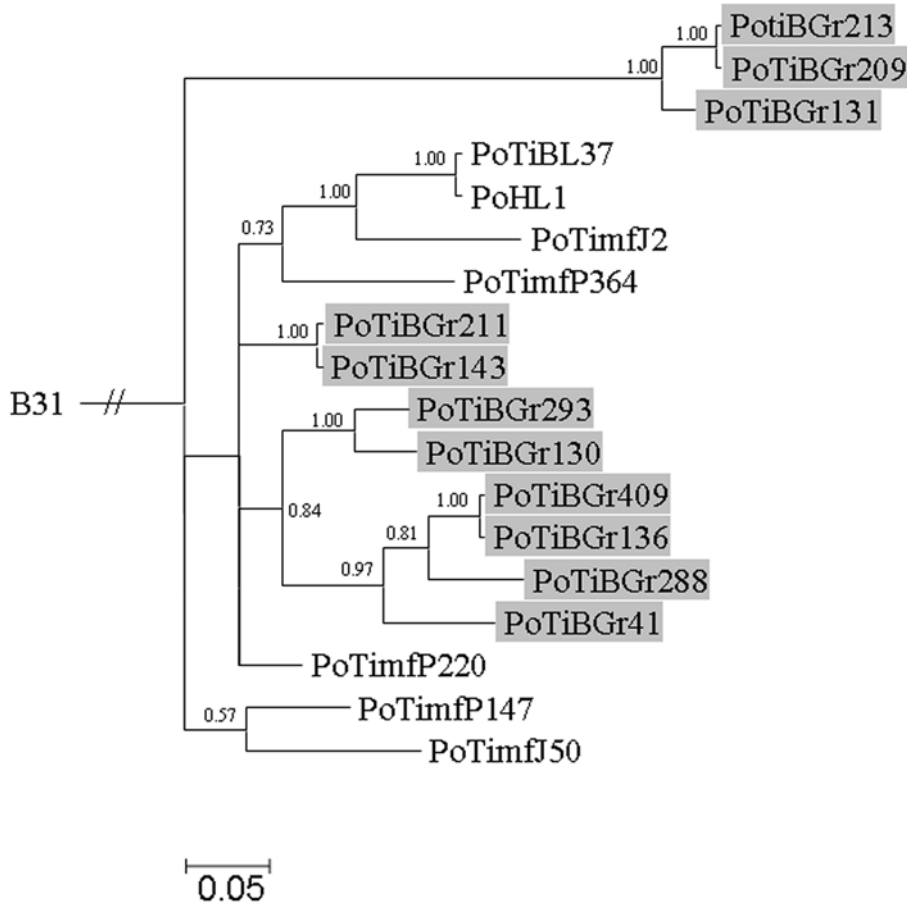 PotiBGr213
1.00
1.00
PoTiBGr209
PoTiBGr131
1.00
PoTiBL37
1.00
PoHL1
0.73
PoTimfJ2
PoTimfP364
1.00
PoTiBGr211
PoTiBGr143
B31
//
PoTiBGr293
1.00
PoTiBGr130
1.00
PoTiBGr409
0.84
0.81
PoTiBGr136
0.97
PoTiBGr288
PoTiBGr41
PoTimfP220
0.57
PoTimfP147
PoTimfJ50
0.05